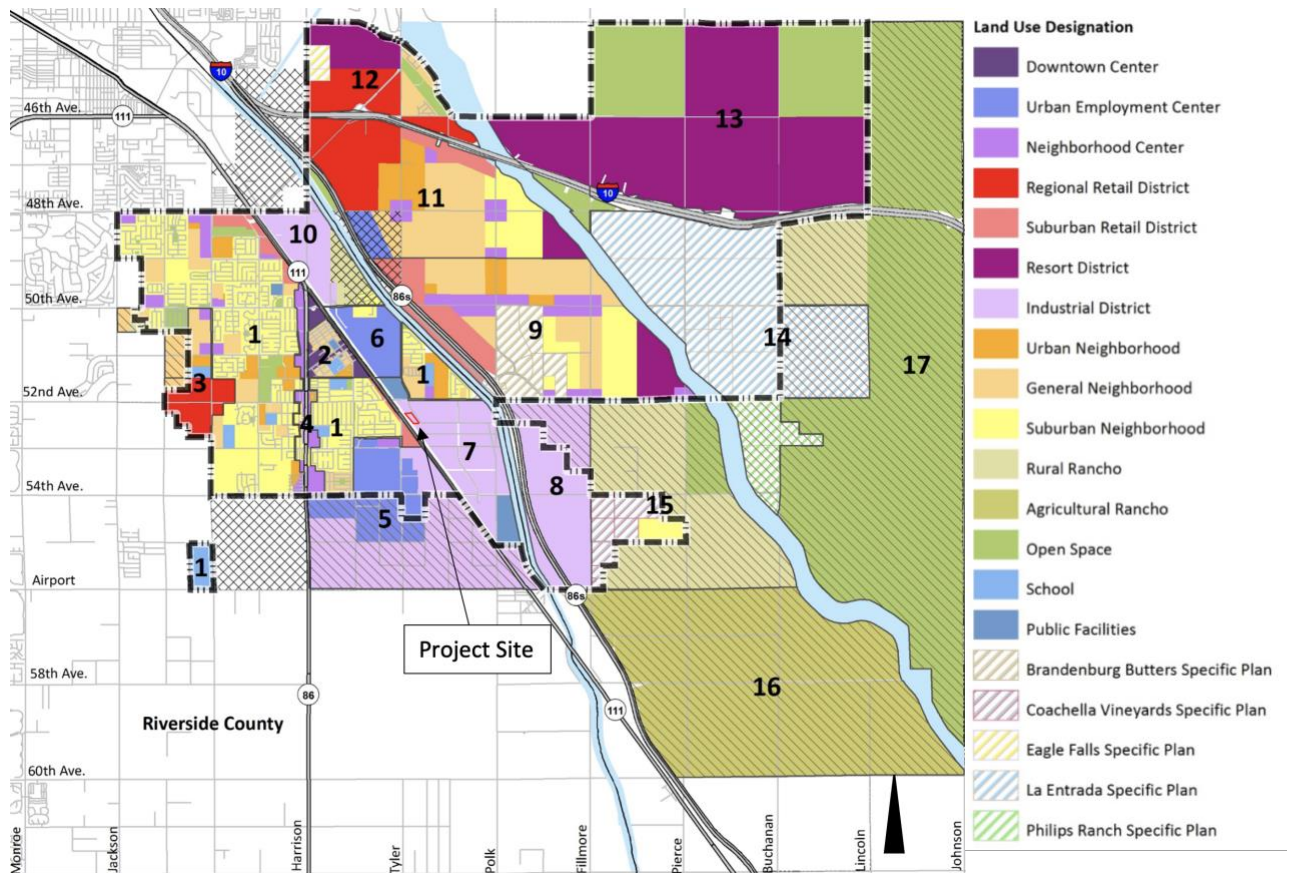 10
12
46th Ave.
111
13
11
10
48th Ave.
10
111
50th Ave.
86s
1
2
6
9
14
17
3
1
52nd Ave.
4
1
7
54th Ave.
8
15
5
1
Airport
86s
Project Site
58th Ave.
16
86
111
Riverside County
60th Ave.
Monroe
Jackson
Harrison
Tyler
Polk
Fillmore
Pierce
Buchanan
Lincoln
Johnson
Land Use Designation
Downtown Center
Urban Employment Center
Neighborhood Center
Regional Retail District
Suburban Retail District
Resort District
Industrial District
Urban Neighborhood
General Neighborhood
Suburban Neighborhood
Rural Rancho
Agricultural Rancho
Open Space
School
Public Facilities
Brandenburg Butters Specific Plan
Coachella Vineyards Specific Plan
Eagle Falls Specific Plan
La Entrada Specific Plan
Philips Ranch Specific Plan